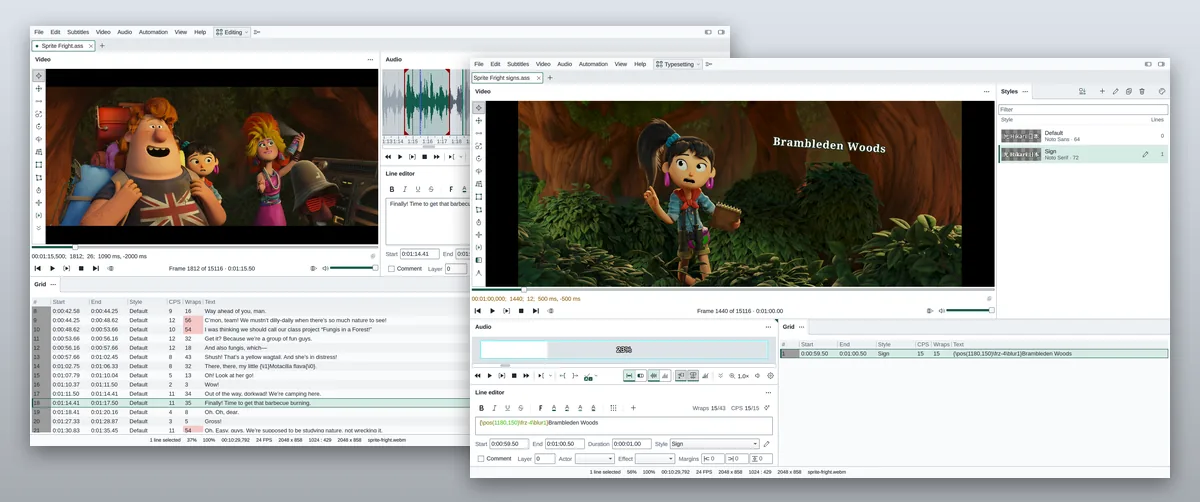 File Edit Subtitles Video Audio Automation View Help Editing
Sprite Fright.ass
Video
Audio
1:13 1:14 1:15 1:16 1:17 1:18
Line editor
B I U S F A
Finally! Time to get that barbecue
Start 0:01:14.41 End 0:01:
Comment Layer 0
00:01:15,500; 1812; 26; 1090 ms, -2000 ms
Frame 1812 of 15116 · 0:01:15.50
Grid
# Start End Style CPS Wraps Text
8 0:00:42.58 0:00:44.25 Default 9 16 Way ahead of you, man.
9 0:00:44.25 0:00:48.62 Default 12 56 C'mon, team! We mustn't dilly-dally when there's so much nature to see!
10 0:00:48.62 0:00:53.66 Default 10 54 I was thinking we should call our class project "Fungis in a Forest!"
11 0:00:53.66 0:00:56.16 Default 12 32 Get it? Because we're a group of fun guys.
12 0:00:56.16 0:00:57.66 Default 12 18 And also fungis, which—
13 0:00:57.66 0:01:02.45 Default 8 43 Shush! That's a yellow wagtail. And she's in distress!
14 0:01:02.75 0:01:06.33 Default 8 32 There, there, my little {\i1}Motacilla flava{\i0}.
15 0:01:07.79 0:01:10.04 Default 5 13 Oh! Look at her go!
16 0:01:10.37 0:01:11.50 Default 2 3 Wow!
17 0:01:11.50 0:01:14.41 Default 11 34 Out of the way, dorkwad! We're camping here.
18 0:01:14.41 0:01:17.50 Default 11 35 Finally! Time to get that barbecue burning.
19 0:01:18.41 0:01:20.16 Default 4 8 Oh. Oh, dear.
20 0:01:27.33 0:01:28.87 Default 3 5 Gross!
21 0:01:30.83 0:01:35.45 Default 11 54 Oh. Easy, guys. We're supposed to be studying nature, not wrecking it.
1 line selected 37% 100% 00:10:29,792 24 FPS 2048 x 858 1024 : 429 2048 x 858 sprite-fright.webm
File Edit Subtitles Video Audio Automation View Help Typesetting
Sprite Fright signs.ass
Video
Brambleden Woods
00:01:00,000; 1440; 12; 500 ms, -500 ms
Frame 1440 of 15116 · 0:01:00.00
Styles
Filter
Style Lines
Default
Noto Sans · 64
0
Sign
Noto Serif · 72
1
Audio
23%
1.0×
Line editor
B I U S F A A A A
Wraps 15/43 CPS 15/15
{\pos(1180,150)\frz-4\blur1}Brambleden Woods
Start 0:00:59.50 End 0:01:00.50 Duration 0:00:01.00 Style Sign
Comment Layer 0 Actor Effect Margins 0 0 0
Grid
# Start End Style CPS Wraps Text
1 0:00:59.50 0:01:00.50 Sign 15 15 {\pos(1180,150)\frz-4\blur1}Brambleden Woods
1 line selected 56% 100% 00:10:29,792 24 FPS 2048 x 858 1024 : 429 2048 x 858 sprite-fright.webm